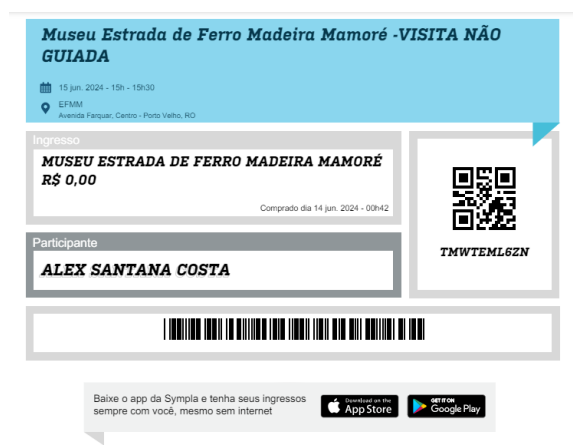 Museu Estrada de Ferro Madeira Mamoré -VISITA NÃO
GUIADA
15 jun. 2024 - 15h - 15h30
EFMM
Avenida Farquar, Centro - Porto Velho, RO
Ingresso
MUSEU ESTRADA DE FERRO MADEIRA MAMORÉ
R$ 0,00
Comprado dia 14 jun. 2024 - 00h42
TMWTEML6ZN
Participante
ALEX SANTANA COSTA
Baixe o app da Sympla e tenha seus ingressos
sempre com você, mesmo sem internet
Download on the
App Store
GET IT ON
Google Play